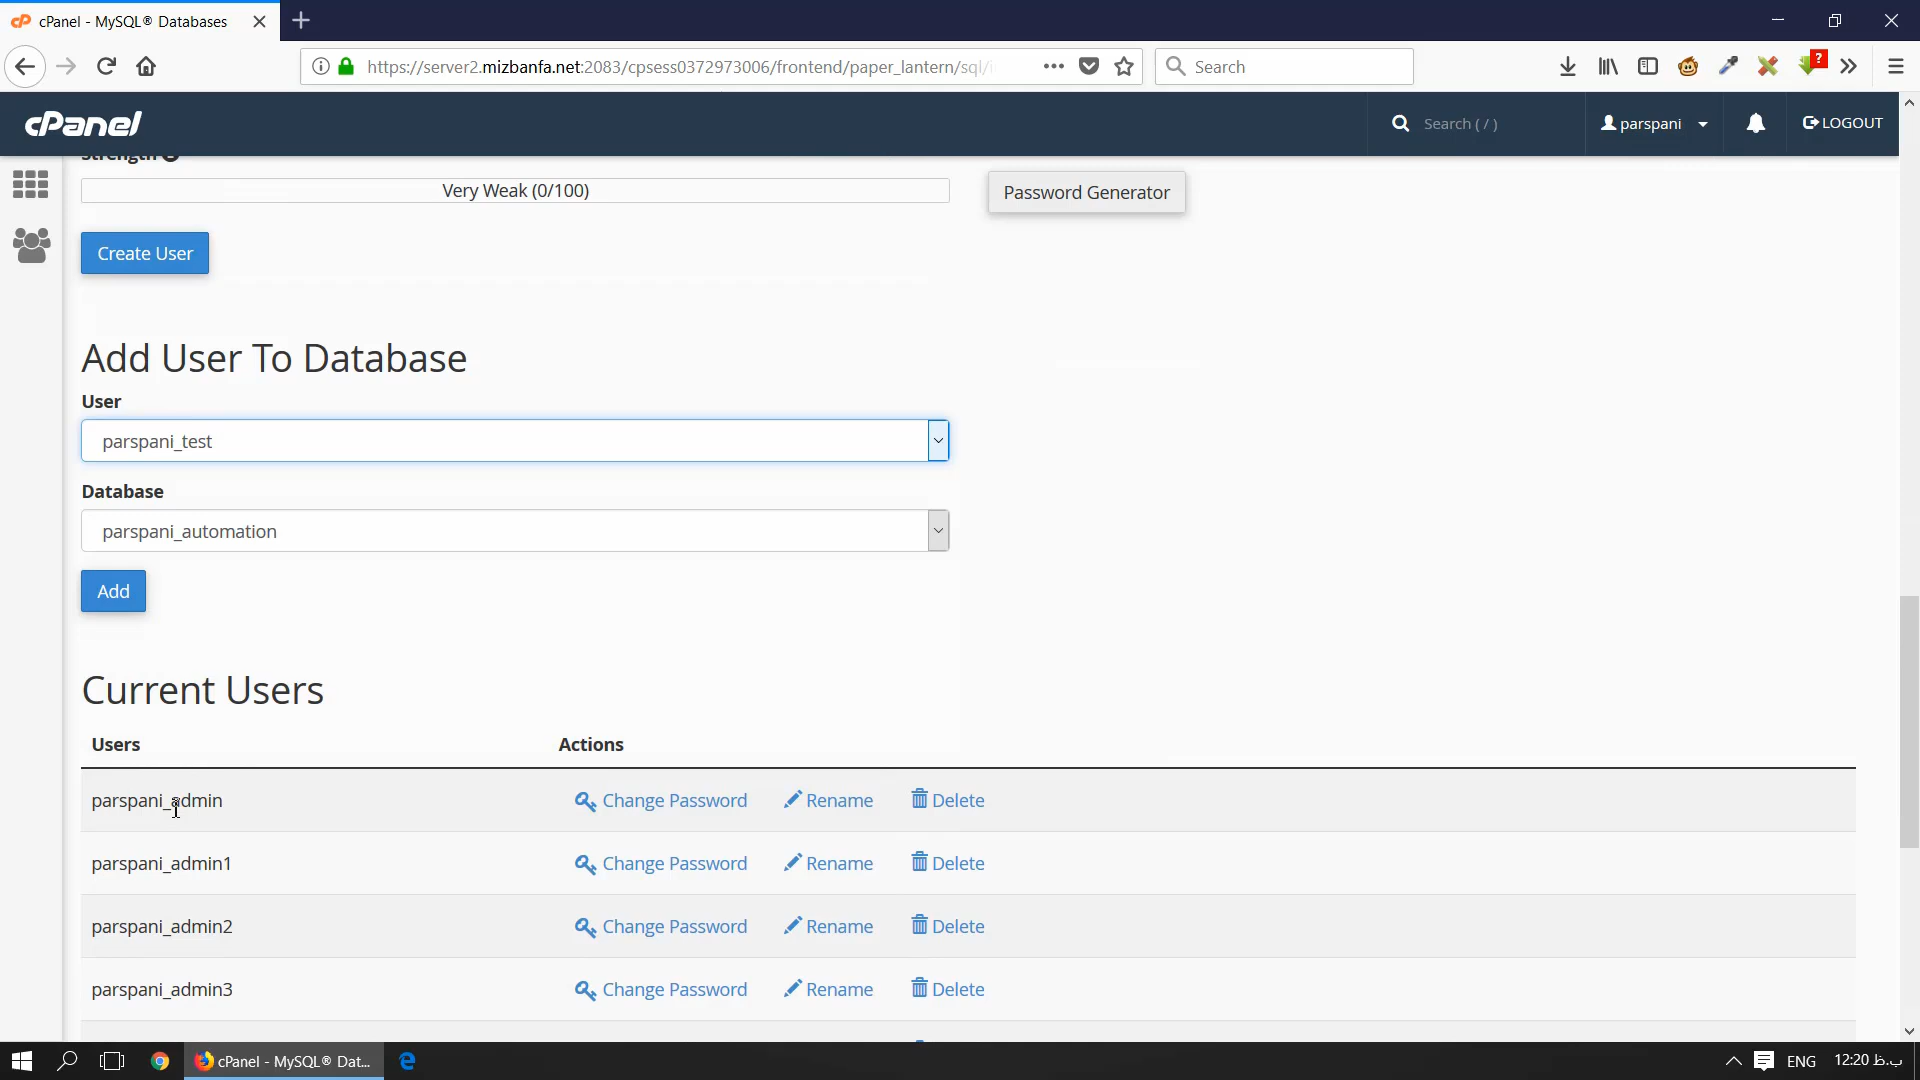 cPanel - MySQL® Databases
https://server2.mizbanfa.net:2083/cpsess0372973006/frontend/paper_lantern/sql/i
Search
?
cPanel
Search ( / )
parspani
LOGOUT
Strength
Very Weak (0/100)
Password Generator
Create User
Add User To Database
User
parspani_test
Database
parspani_automation
Add
Current Users
Users Actions
parspani_admin Change Password Rename Delete
parspani_admin1 Change Password Rename Delete
parspani_admin2 Change Password Rename Delete
parspani_admin3 Change Password Rename Delete
cPanel - MySQL® Dat...
ENG
12:20 ب.ظ